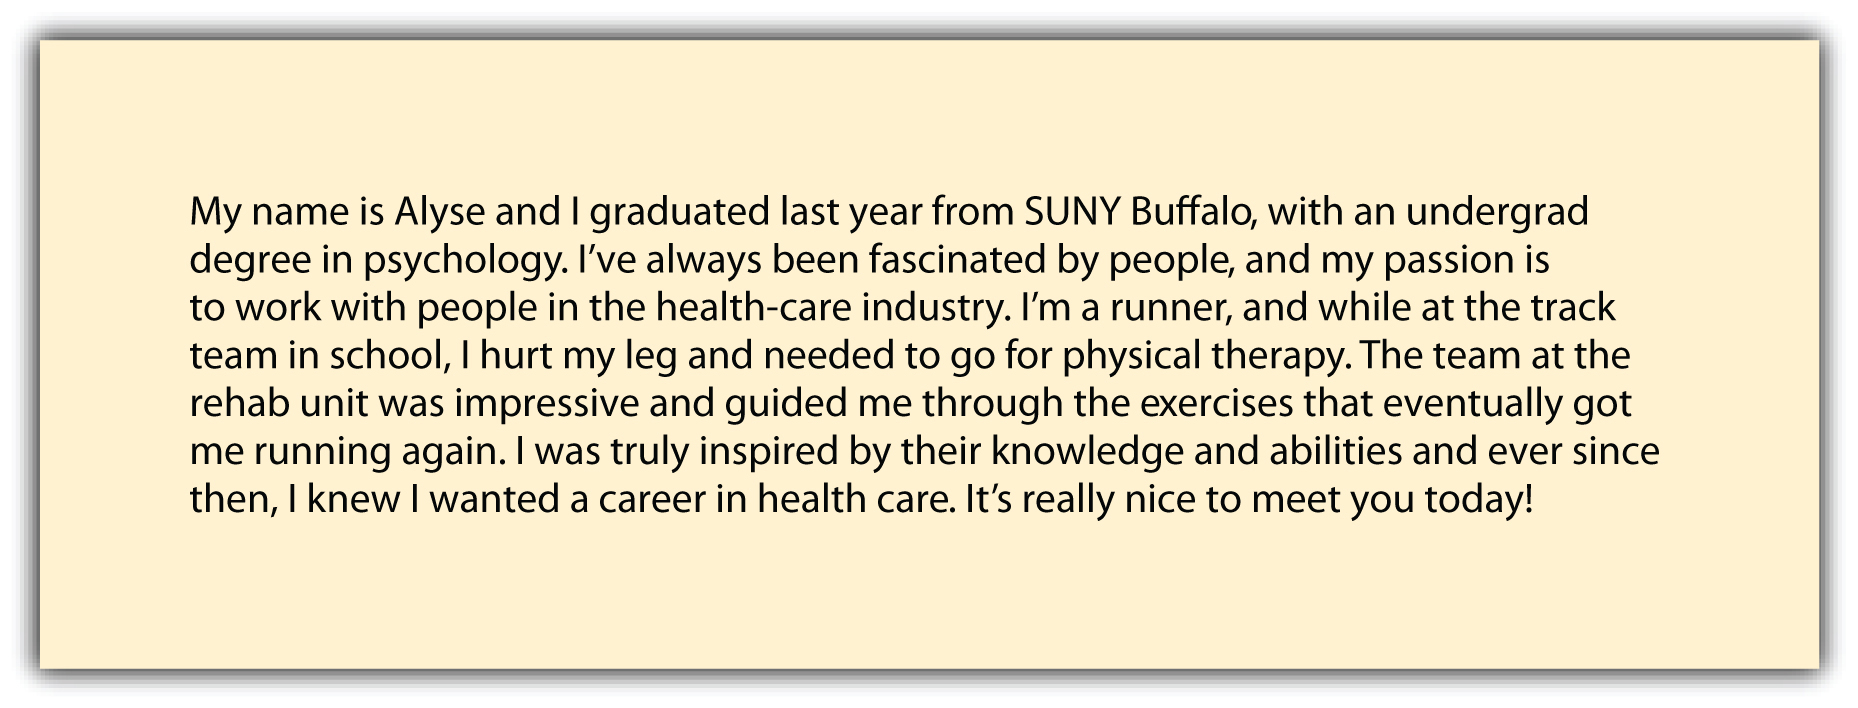 My name is Alyse and I graduated last year from SUNY Buffalo, with an undergrad
degree in psychology. I’ve always been fascinated by people, and my passion is
to work with people in the health-care industry. I’m a runner, and while at the track
team in school, I hurt my leg and needed to go for physical therapy. The team at the
rehab unit was impressive and guided me through the exercises that eventually got
me running again. I was truly inspired by their knowledge and abilities and ever since
then, I knew I wanted a career in health care. It’s really nice to meet you today!